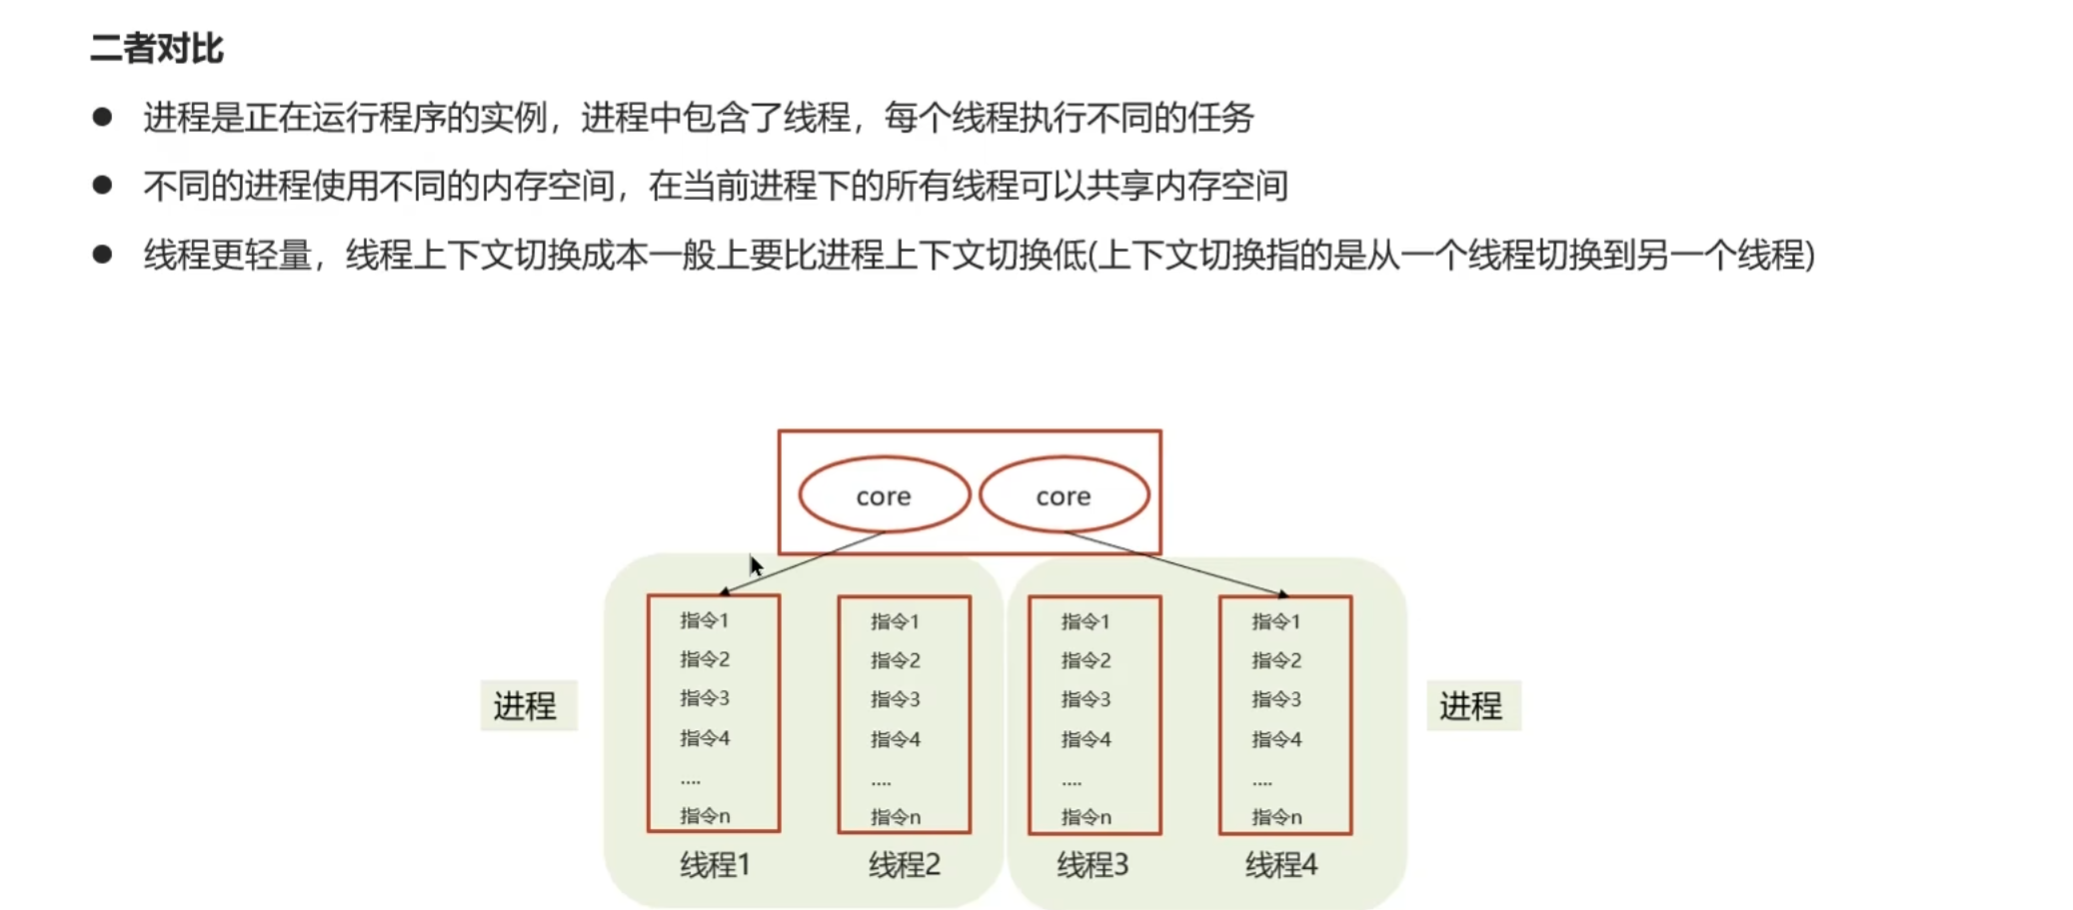 二者对比
进程是正在运行程序的实例，进程中包含了线程，每个线程执行不同的任务
不同的进程使用不同的内存空间，在当前进程下的所有线程可以共享内存空间
线程更轻量，线程上下文切换成本一般上要比进程上下文切换低(上下文切换指的是从一个线程切换到另一个线程)
core
core
进程
指令1
指令2
指令3
指令4
....
指令n
线程1
指令1
指令2
指令3
指令4
....
指令n
线程2
指令1
指令2
指令3
指令4
....
指令n
线程3
指令1
指令2
指令3
指令4
....
指令n
线程4
进程